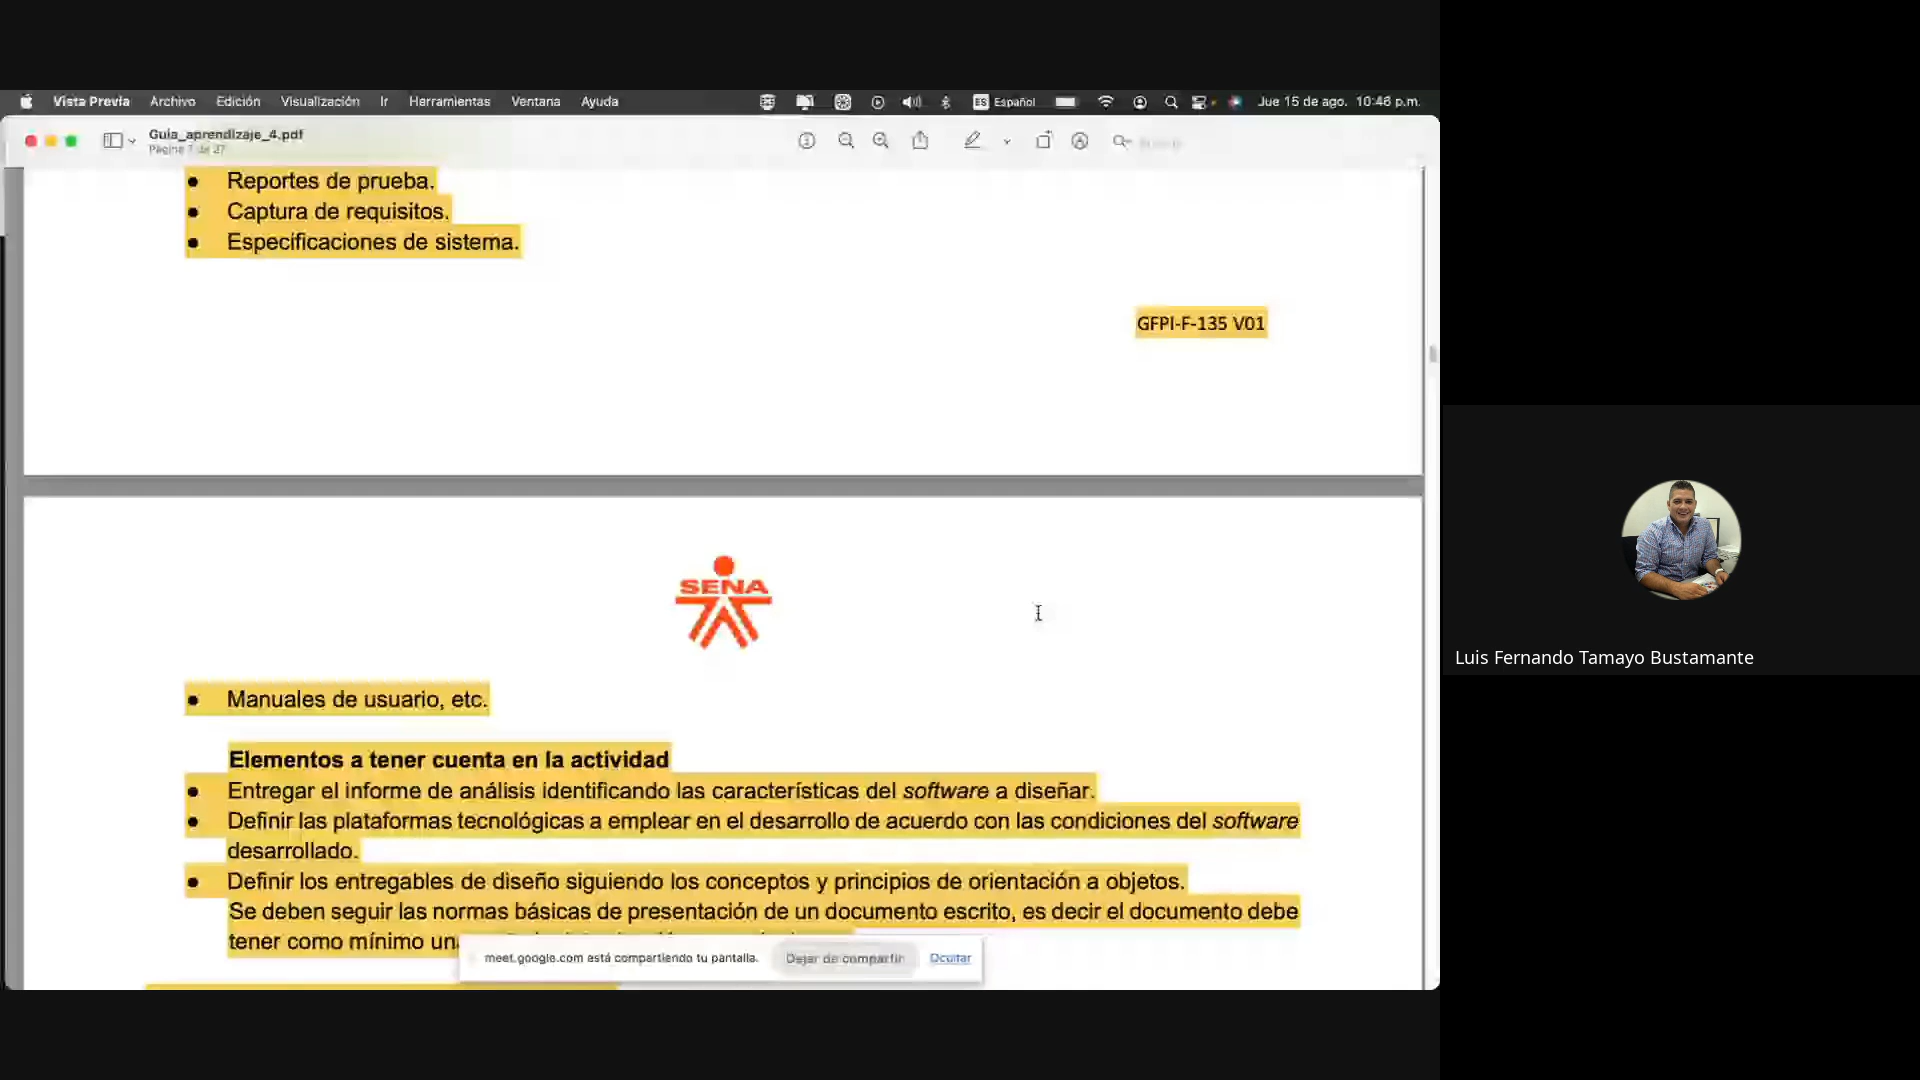 Vista Previa Archivo Edición Visualización Ir Herramientas Ventana Ayuda ES Español Jue 15 de ago. 10:46 p.m.
Guia_aprendizaje_4.pdf
Página 7 de 27
● Reportes de prueba.
● Captura de requisitos.
● Especificaciones de sistema.
GFPI-F-135 V01
SENA
● Manuales de usuario, etc.
Elementos a tener cuenta en la actividad
● Entregar el informe de análisis identificando las características del software a diseñar.
● Definir las plataformas tecnológicas a emplear en el desarrollo de acuerdo con las condiciones del software
desarrollado.
● Definir los entregables de diseño siguiendo los conceptos y principios de orientación a objetos.
Se deben seguir las normas básicas de presentación de un documento escrito, es decir el documento debe
tener como mínimo una
meet.google.com está compartiendo tu pantalla. Dejar de compartir Ocultar
Luis Fernando Tamayo Bustamante